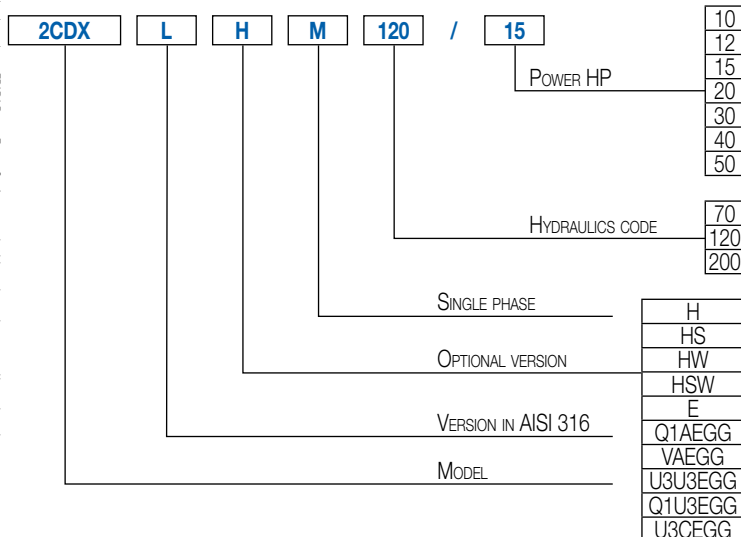 2CDX L H M 120 / 15
POWER HP
10
12
15
20
30
40
50
HYDRAULICS CODE
70
120
200
SINGLE PHASE
OPTIONAL VERSION
H
HS
HW
HSW
E
Q1AEGG
VAEGG
U3U3EGG
Q1U3EGG
U3CEGG
VERSION IN AISI 316
MODEL